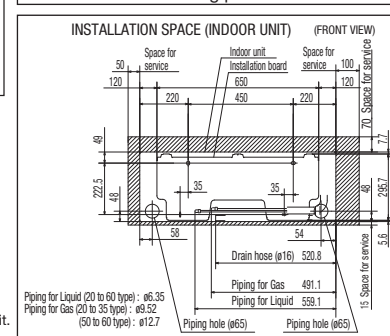 INSTALLATION SPACE (INDOOR UNIT) (FRONT VIEW)
Space for service
Indoor unit
Installation board
Space for service
50
100
120
650
120
220
450
220
70 Space for service
49
7.7
222.5
48
35
35
48
295.7
58
54
5.6
15 Space for service
Drain hose (ø16) 520.8
Piping for Gas 491.1
Piping for Liquid 559.1
Piping for Liquid (20 to 60 type) : ø6.35
Piping for Gas (20 to 35 type) : ø9.52
(50 to 60 type) : ø12.7
Piping hole (ø65)
Piping hole (ø65)
it.